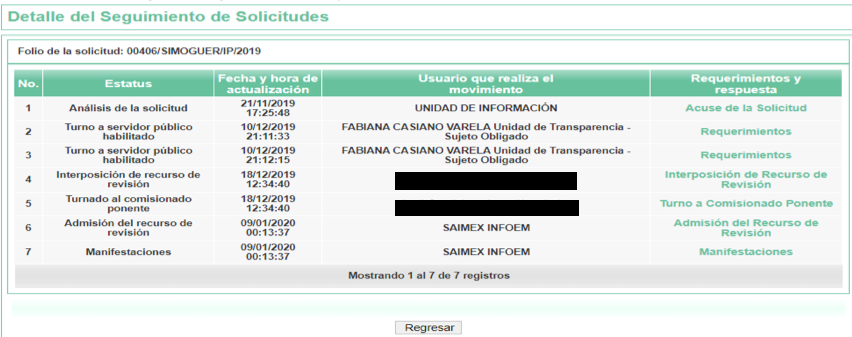 Detalle del Seguimiento de Solicitudes
Folio de la solicitud: 00406/SIMOGUER/IP/2019
No. Estatus Fecha y hora de actualización Usuario que realiza el movimiento Requerimientos y respuesta
1 Análisis de la solicitud 21/11/2019 17:25:48 UNIDAD DE INFORMACIÓN Acuse de la Solicitud
2 Turno a servidor público habilitado 10/12/2019 21:11:33 FABIANA CASIANO VARELA Unidad de Transparencia - Sujeto Obligado Requerimientos
3 Turno a servidor público habilitado 10/12/2019 21:12:15 FABIANA CASIANO VARELA Unidad de Transparencia - Sujeto Obligado Requerimientos
4 Interposición de recurso de revisión 18/12/2019 12:34:40 Interposición de Recurso de Revisión
5 Turnado al comisionado ponente 18/12/2019 12:34:40 Turno a Comisionado Ponente
6 Admisión del recurso de revisión 09/01/2020 00:13:37 SAIMEX INFOEM Admisión del Recurso de Revisión
7 Manifestaciones 09/01/2020 00:13:37 SAIMEX INFOEM Manifestaciones
Mostrando 1 al 7 de 7 registros
Regresar